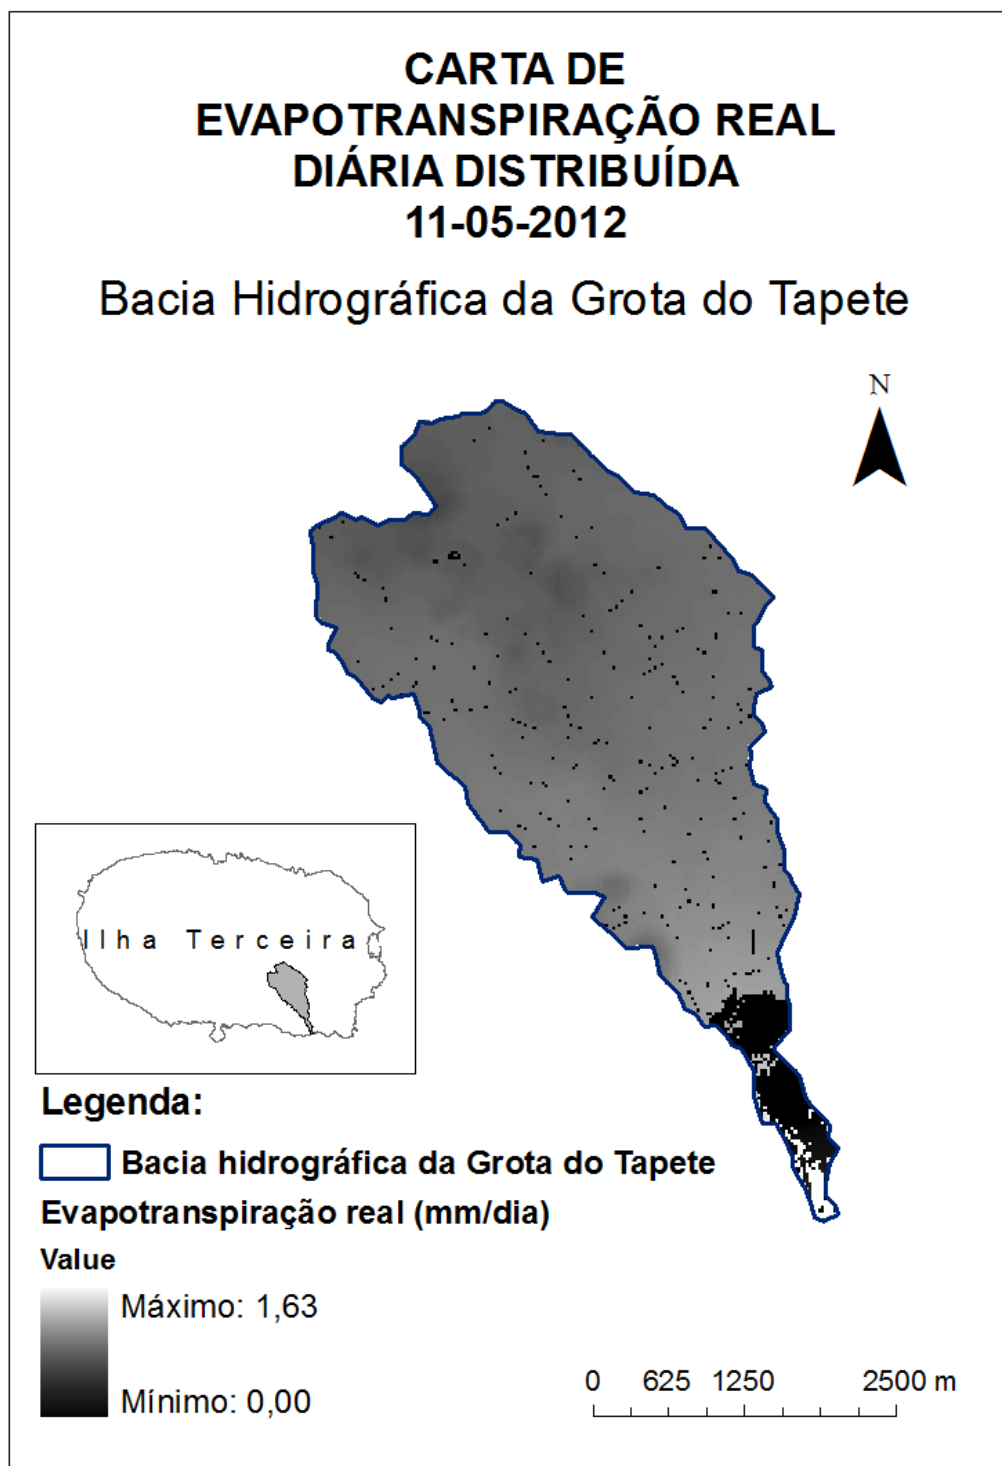 CARTA DE
EVAPOTRANSPIRAÇÃO REAL
DIÁRIA DISTRIBUÍDA
11-05-2012
Bacia Hidrográfica da Grota do Tapete
N
Ilha Terceira
Legenda:
Bacia hidrográfica da Grota do Tapete
Evapotranspiração real (mm/dia)
Value
Máximo: 1,63
Mínimo: 0,00
0 625 1250 2500 m